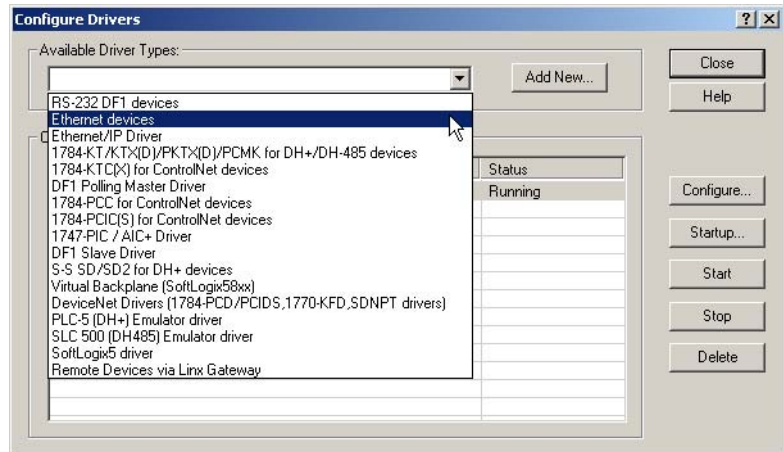 Configure Drivers
Available Driver Types:
Add New...
Close
Help
RS-232 DF1 devices
Ethernet devices
Ethernet/IP Driver
1784-KT/KTX(D)/PKTX(D)/PCMK for DH+/DH-485 devices
1784-KTC(X) for ControlNet devices
DF1 Polling Master Driver
1784-PCC for ControlNet devices
1784-PCIC(S) for ControlNet devices
1747-PIC / AIC+ Driver
DF1 Slave Driver
S-S SD/SD2 for DH+ devices
Virtual Backplane (SoftLogix58xx)
DeviceNet Drivers (1784-PCD/PCIDS,1770-KFD,SDNPT drivers)
PLC-5 (DH+) Emulator driver
SLC 500 (DH485) Emulator driver
SoftLogix5 driver
Remote Devices via Linx Gateway
Status
Running
Configure...
Startup...
Start
Stop
Delete